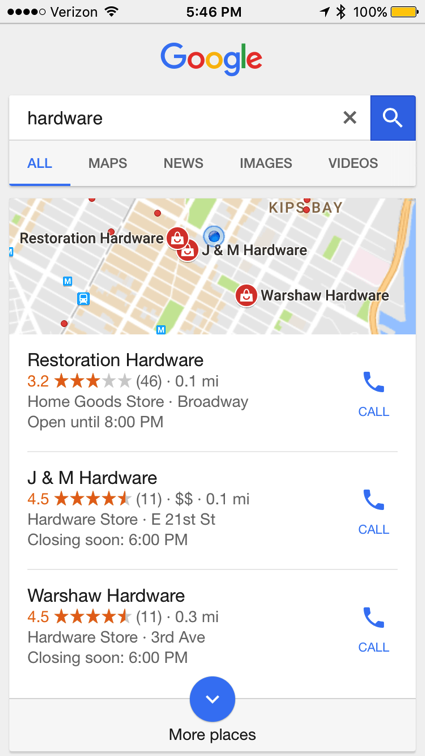 Verizon 5:46 PM 100%
Google
hardware
ALL MAPS NEWS IMAGES VIDEOS
KIPS BAY
Restoration Hardware
J & M Hardware
Warshaw Hardware
M
M
Restoration Hardware
3.2 (46) · 0.1 mi
Home Goods Store · Broadway
Open until 8:00 PM
CALL
J & M Hardware
4.5 (11) · $$ · 0.1 mi
Hardware Store · E 21st St
Closing soon: 6:00 PM
CALL
Warshaw Hardware
4.5 (11) · 0.3 mi
Hardware Store · 3rd Ave
Closing soon: 6:00 PM
CALL
More places